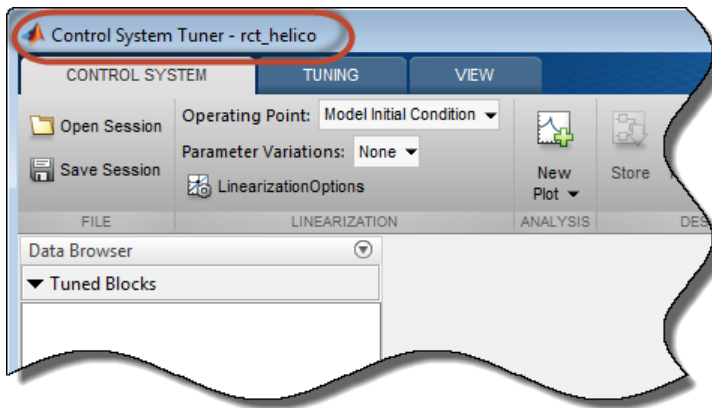 Control System Tuner - rct_helico
CONTROL SYSTEM
TUNING
VIEW
Open Session
Save Session
FILE
Operating Point: Model Initial Condition
Parameter Variations: None
LinearizationOptions
LINEARIZATION
New
Plot
ANALYSIS
Store
DES
Data Browser
Tuned Blocks